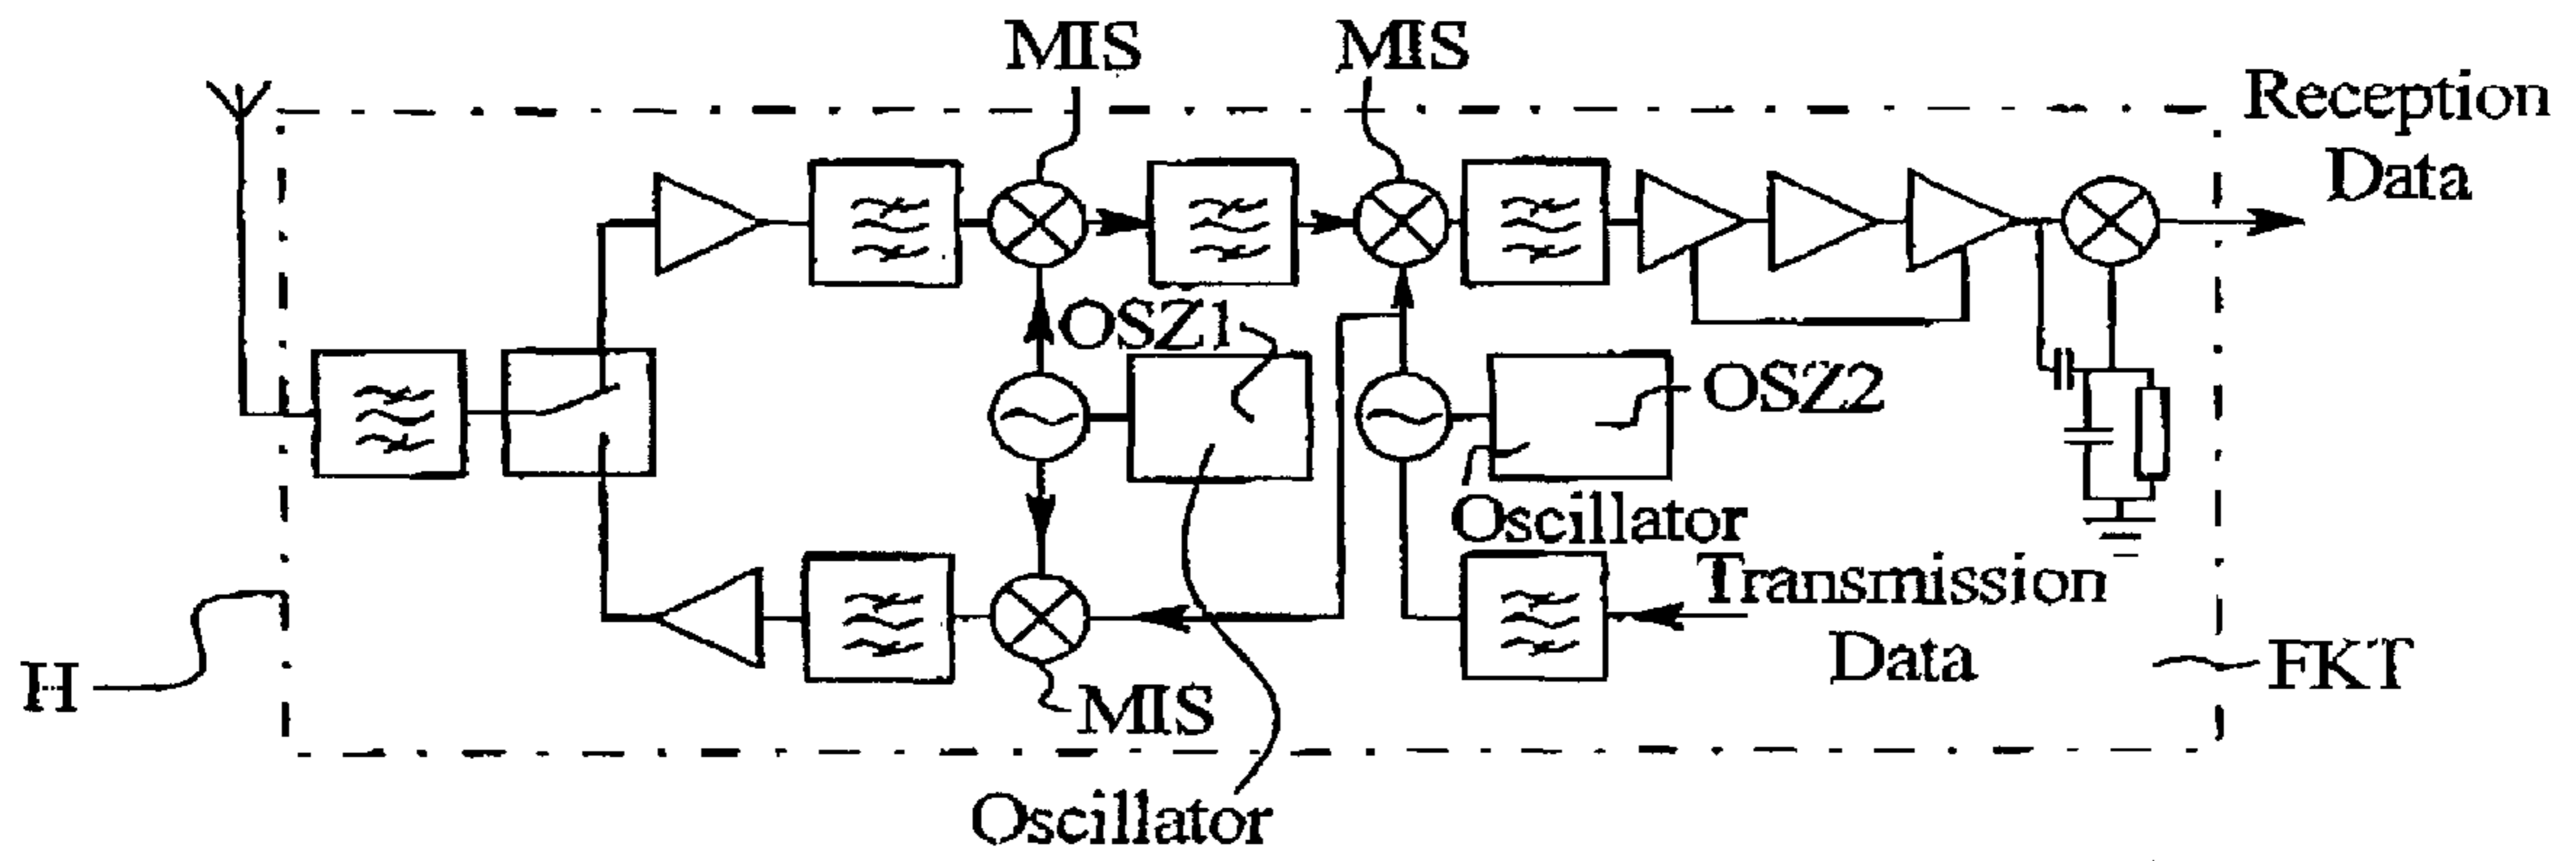 MIS
MIS
Reception
Data
OSZ1
OSZ2
Oscillator
Transmission
Data
H
FKT
MIS
Oscillator